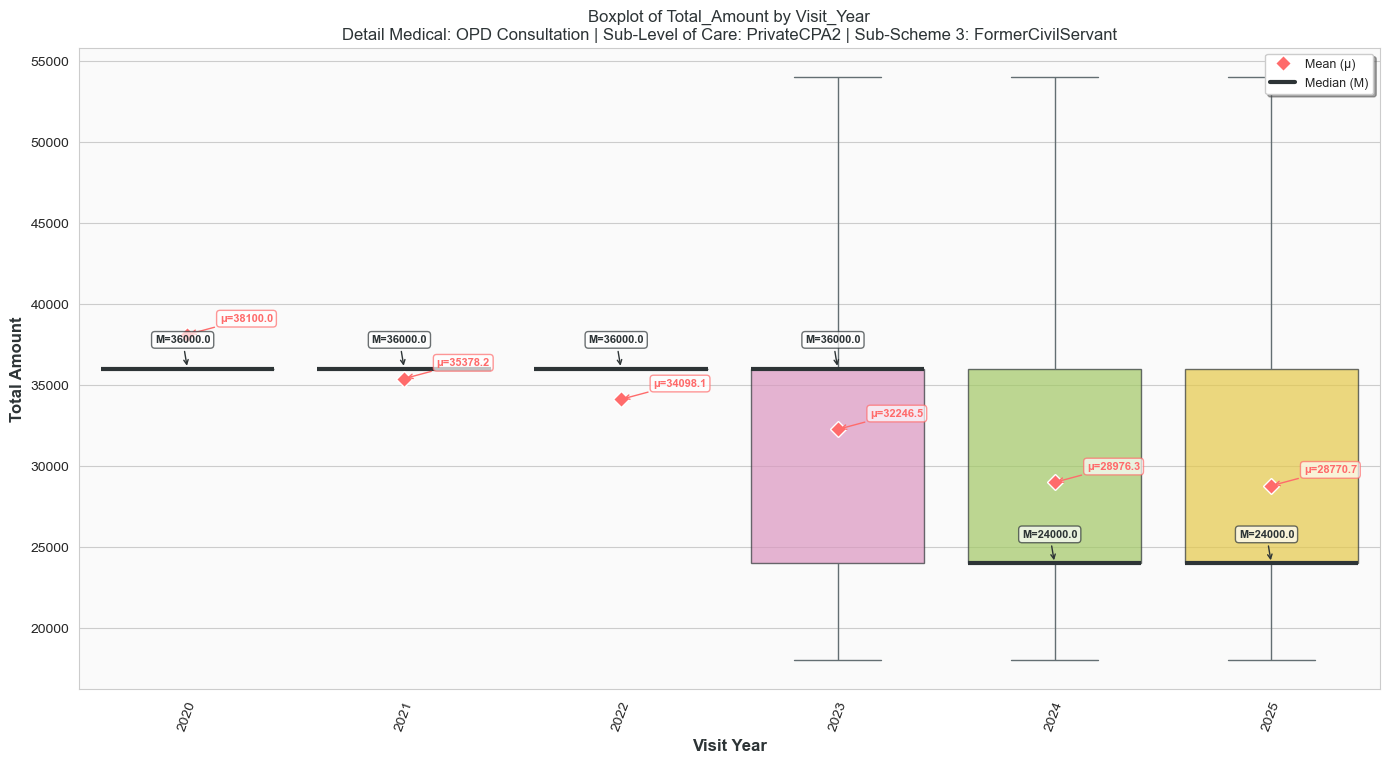 Boxplot of Total_Amount by Visit_Year
Detail Medical: OPD Consultation | Sub-Level of Care: PrivateCPA2 | Sub-Scheme 3: FormerCivilServant
Mean (μ)
Median (M)
Total Amount
55000
50000
45000
40000
35000
30000
25000
20000
μ=38100.0
M=36000.0
M=36000.0
μ=35378.2
M=36000.0
μ=34098.1
M=36000.0
μ=32246.5
μ=28976.3
M=24000.0
μ=28770.7
M=24000.0
2020
2021
2022
2023
2024
2025
Visit Year